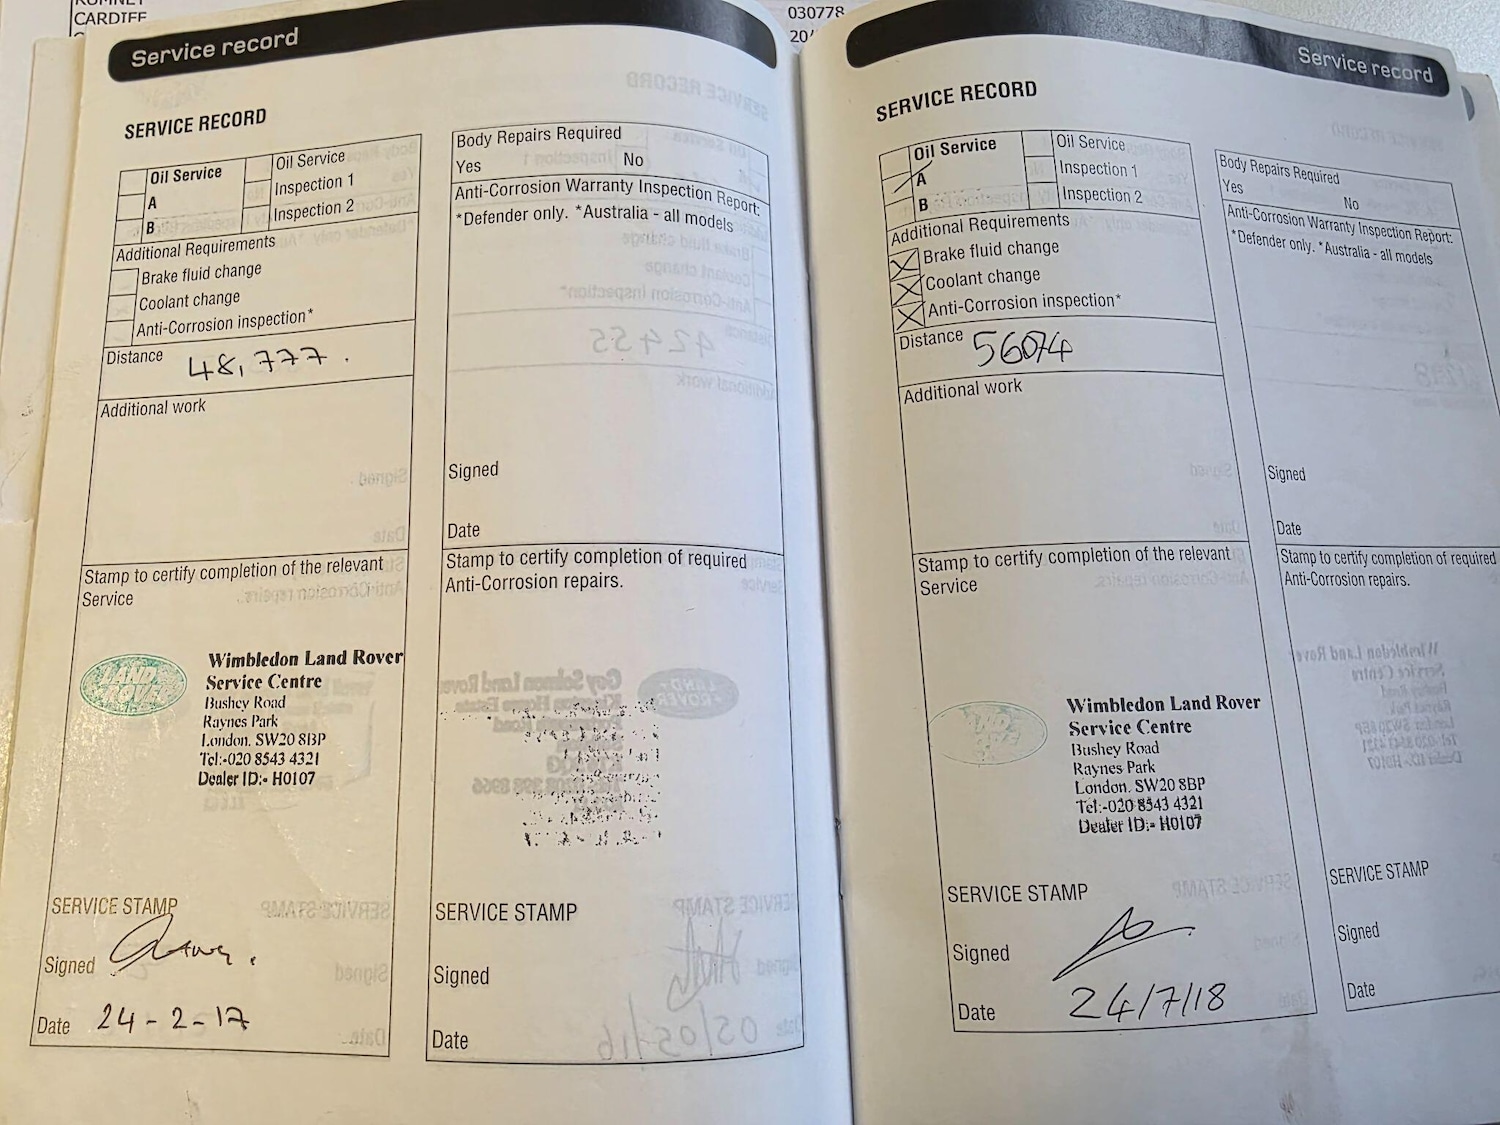 CARDIFF
030778
Service record
SERVICE RECORD
Oil Service
A
B
Oil Service
Inspection 1
Inspection 2
Additional Requirements
Brake fluid change
Coolant change
Anti-Corrosion inspection*
Distance 48,777.
Additional work
Stamp to certify completion of the relevant
Service
LAND
ROVER
Wimbledon Land Rover
Service Centre
Bushey Road
Raynes Park
London. SW20 8BP
Tel:-020 8543 4321
Dealer ID:- H0107
SERVICE STAMP
Signed
Date 24-2-17
Body Repairs Required
Yes No
Anti-Corrosion Warranty Inspection Report:
*Defender only. *Australia - all models
Signed
Date
Stamp to certify completion of required
Anti-Corrosion repairs.
SERVICE STAMP
Signed
Date
Service record
SERVICE RECORD
Oil Service
A
B
Oil Service
Inspection 1
Inspection 2
Additional Requirements
Brake fluid change
Coolant change
Anti-Corrosion inspection*
Distance 56074
Additional work
Stamp to certify completion of the relevant
Service
Wimbledon Land Rover
Service Centre
Bushey Road
Raynes Park
London. SW20 8BP
Tel:-020 8543 4321
Dealer ID:- H0107
SERVICE STAMP
Signed
Date 24/7/18
Body Repairs Required
Yes No
Anti-Corrosion Warranty Inspection Report:
*Defender only. *Australia - all models
Signed
Date
Stamp to certify completion of required
Anti-Corrosion repairs.
SERVICE STAMP
Signed
Date